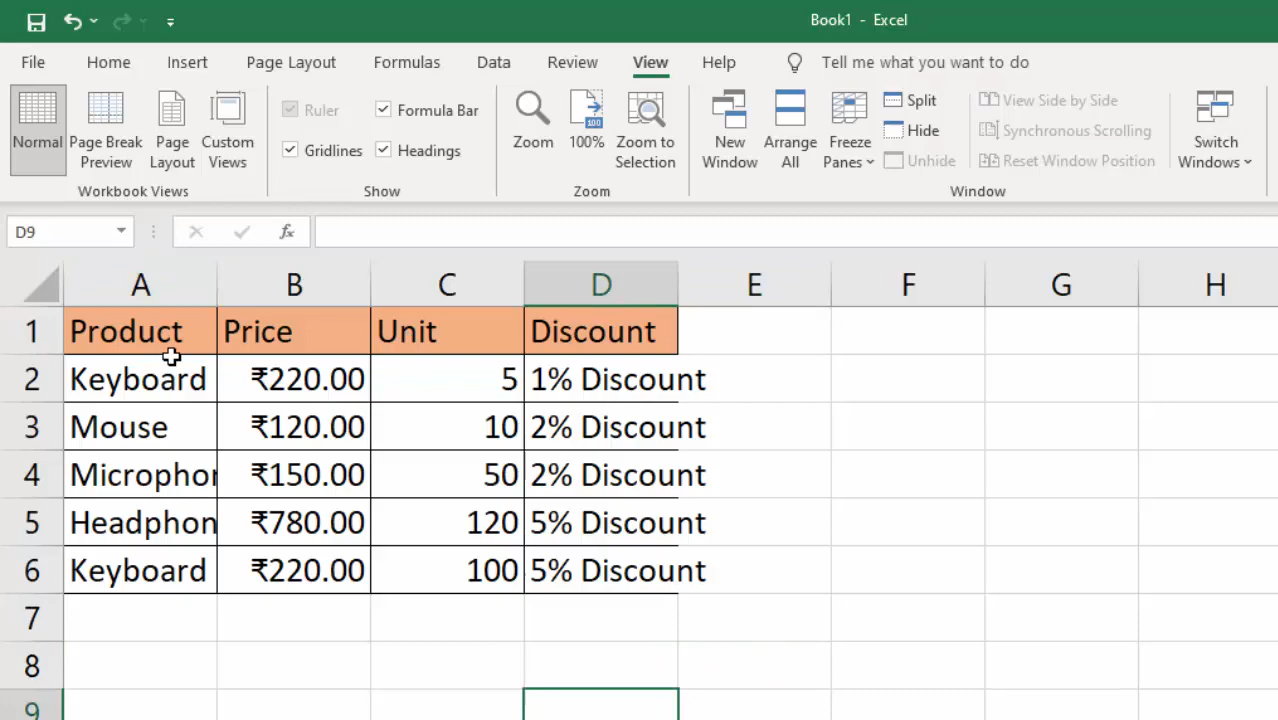 Book1 - Excel
File Home Insert Page Layout Formulas Data Review View Help Tell me what you want to do
Normal Page Break Preview Page Layout Custom Views
Workbook Views
Ruler Formula Bar
Gridlines Headings
Show
Zoom 100% Zoom to Selection
100
Zoom
New Window Arrange All Freeze Panes
Split
Hide
Unhide
View Side by Side
Synchronous Scrolling
Reset Window Position
Switch Windows
Window
D9 fx
A B C D E F G H
1 Product Price Unit Discount
2 Keyboard ₹220.00 5 1% Discount
3 Mouse ₹120.00 10 2% Discount
4 Microphon ₹150.00 50 2% Discount
5 Headphon ₹780.00 120 5% Discount
6 Keyboard ₹220.00 100 5% Discount
7
8
9